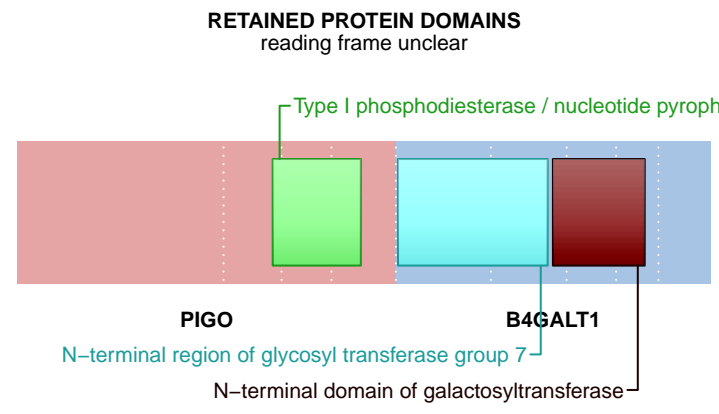 RETAINED PROTEIN DOMAINS
reading frame unclear
Type I phosphodiesterase / nucleotide pyroph
PIGO
B4GALT1
N−terminal region of glycosyl transferase group 7
N−terminal domain of galactosyltransferase